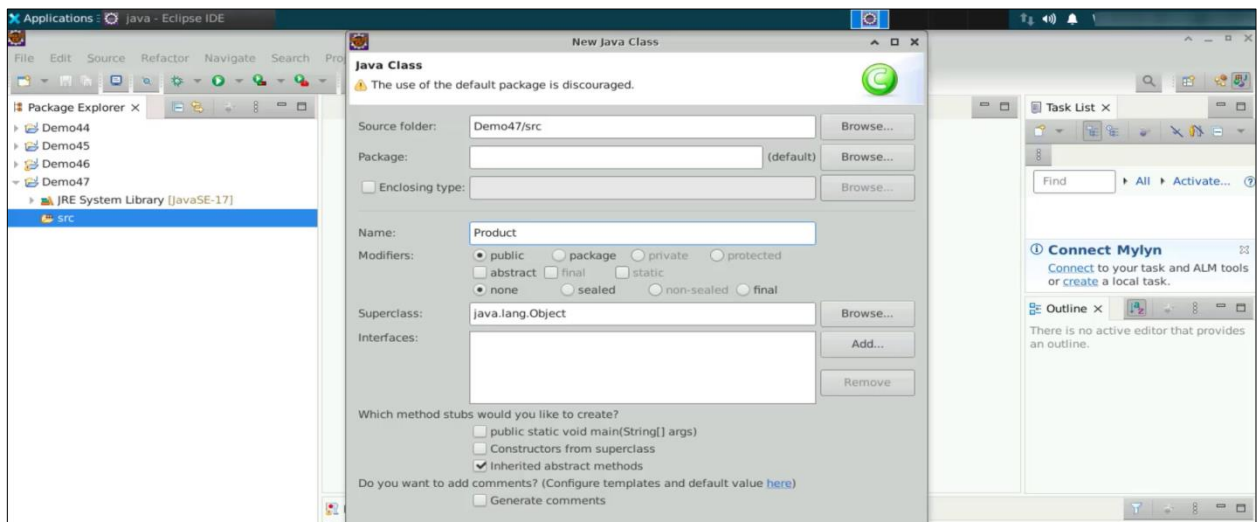 Applications : java - Eclipse IDE
File Edit Source Refactor Navigate Search Pro
Package Explorer
Demo44
Demo45
Demo46
Demo47
JRE System Library [JavaSE-17]
src
New Java Class
Java Class
The use of the default package is discouraged.
Source folder: Demo47/src Browse...
Package: (default) Browse...
Enclosing type: Browse...
Name: Product
Modifiers: public package private protected
abstract final static
none sealed non-sealed final
Superclass: java.lang.Object Browse...
Interfaces: Add...
Remove
Which method stubs would you like to create?
public static void main(String[] args)
Constructors from superclass
Inherited abstract methods
Do you want to add comments? (Configure templates and default value here)
Generate comments
Task List
Find All Activate...
Connect Mylyn
Connect to your task and ALM tools
or create a local task.
Outline
There is no active editor that provides
an outline.